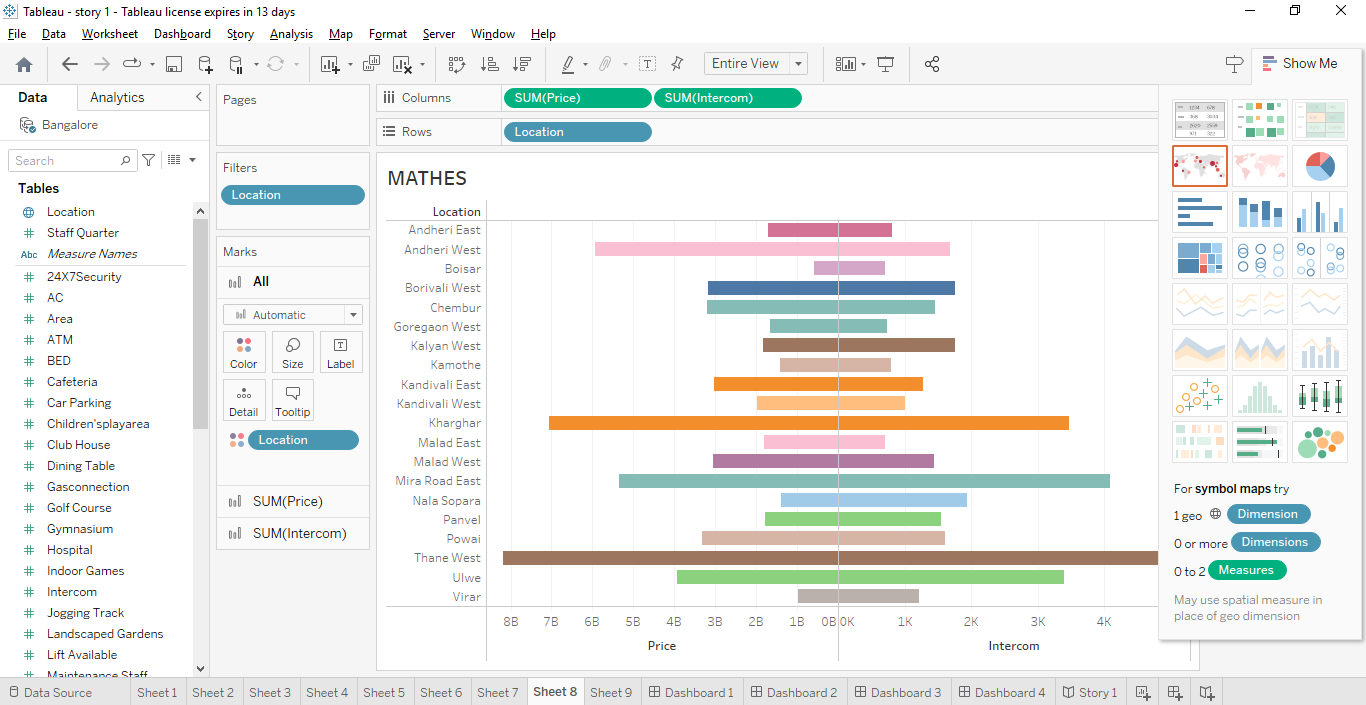 Tableau - story 1 - Tableau license expires in 13 days
File Data Worksheet Dashboard Story Analysis Map Format Server Window Help
Entire View
Show Me
Data Analytics
Bangalore
Search
Tables
Location
Staff Quarter
Abc Measure Names
24X7Security
AC
Area
ATM
BED
Cafeteria
Car Parking
Children'splayarea
Club House
Dining Table
Gasconnection
Golf Course
Gymnasium
Hospital
Indoor Games
Intercom
Jogging Track
Landscaped Gardens
Lift Available
Maintenance Staff
Pages
Filters
Location
Marks
All
Automatic
Color Size Label
Detail Tooltip
Location
SUM(Price)
SUM(Intercom)
Columns SUM(Price) SUM(Intercom)
Rows Location
MATHES
Location
Andheri East
Andheri West
Boisar
Borivali West
Chembur
Goregaon West
Kalyan West
Kamothe
Kandivali East
Kandivali West
Kharghar
Malad East
Malad West
Mira Road East
Nala Sopara
Panvel
Powai
Thane West
Ulwe
Virar
8B 7B 6B 5B 4B 3B 2B 1B 0B 0K 1K 2K 3K 4K
Price Intercom
For symbol maps try
1 geo Dimension
0 or more Dimensions
0 to 2 Measures
May use spatial measure in
place of geo dimension
Data Source Sheet 1 Sheet 2 Sheet 3 Sheet 4 Sheet 5 Sheet 6 Sheet 7 Sheet 8 Sheet 9 Dashboard 1 Dashboard 2 Dashboard 3 Dashboard 4 Story 1